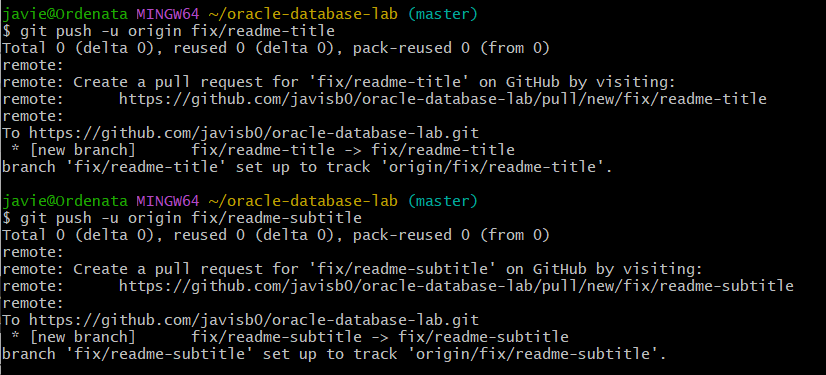 javie@Ordenata MINGW64 ~/oracle-database-lab (master)
$ git push -u origin fix/readme-title
Total 0 (delta 0), reused 0 (delta 0), pack-reused 0 (from 0)
remote:
remote: Create a pull request for 'fix/readme-title' on GitHub by visiting:
remote:      https://github.com/javisb0/oracle-database-lab/pull/new/fix/readme-title
remote:
To https://github.com/javisb0/oracle-database-lab.git
 * [new branch]      fix/readme-title -> fix/readme-title
branch 'fix/readme-title' set up to track 'origin/fix/readme-title'.
javie@Ordenata MINGW64 ~/oracle-database-lab (master)
$ git push -u origin fix/readme-subtitle
Total 0 (delta 0), reused 0 (delta 0), pack-reused 0 (from 0)
remote:
remote: Create a pull request for 'fix/readme-subtitle' on GitHub by visiting:
remote:      https://github.com/javisb0/oracle-database-lab/pull/new/fix/readme-subtitle
remote:
To https://github.com/javisb0/oracle-database-lab.git
 * [new branch]      fix/readme-subtitle -> fix/readme-subtitle
branch 'fix/readme-subtitle' set up to track 'origin/fix/readme-subtitle'.